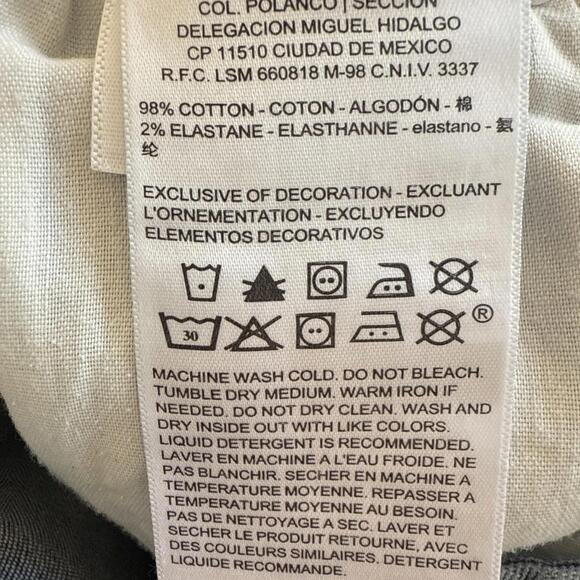 COL. POLANCO | SECCION
DELEGACION MIGUEL HIDALGO
CP 11510 CIUDAD DE MEXICO
R.F.C. LSM 660818 M-98 C.N.I.V. 3337
98% COTTON - COTON - ALGODÓN - 棉
2% ELASTANE - ELASTHANNE - elastano - 氨
纶
EXCLUSIVE OF DECORATION - EXCLUANT
L'ORNEMENTATION - EXCLUYENDO
ELEMENTOS DECORATIVOS
30 ®
MACHINE WASH COLD. DO NOT BLEACH.
TUMBLE DRY MEDIUM. WARM IRON IF
NEEDED. DO NOT DRY CLEAN. WASH AND
DRY INSIDE OUT WITH LIKE COLORS.
LIQUID DETERGENT IS RECOMMENDED.
LAVER EN MACHINE A L'EAU FROIDE. NE
PAS BLANCHIR. SECHER EN MACHINE A
TEMPERATURE MOYENNE. REPASSER A
TEMPERATURE MOYENNE AU BESOIN.
PAS DE NETTOYAGE A SEC. LAVER ET
SECHER LE PRODUIT RETOURNE, AVEC
DES COULEURS SIMILAIRES. DETERGENT
LIQUIDE RECOMMANDE.